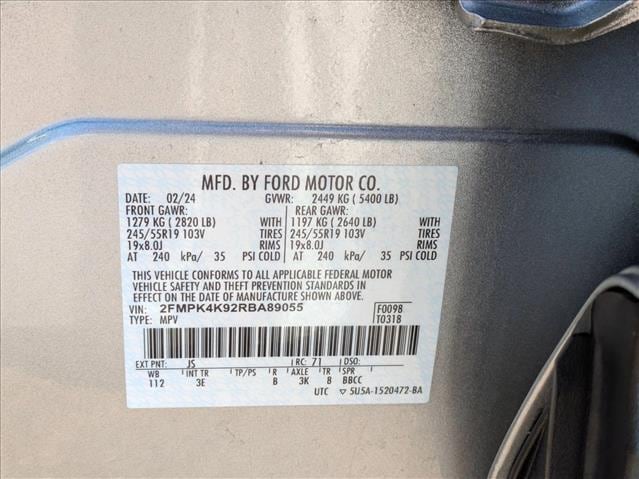 MFD. BY FORD MOTOR CO.
DATE: 02/24 GVWR: 2449 KG ( 5400 LB)
FRONT GAWR: REAR GAWR:
1279 KG ( 2820 LB) WITH 1197 KG ( 2640 LB) WITH
245/55R19 103V TIRES 245/55R19 103V TIRES
19x8.0J RIMS 19x8.0J RIMS
AT 240 kPa/ 35 PSI COLD AT 240 kPa/ 35 PSI COLD
THIS VEHICLE CONFORMS TO ALL APPLICABLE FEDERAL MOTOR
VEHICLE SAFETY AND THEFT PREVENTION STANDARDS IN
EFFECT ON THE DATE OF MANUFACTURE SHOWN ABOVE.
VIN: 2FMPK4K92RBA89055 F0098
TYPE: MPV T0318
EXT PNT: JS RC: 71 DSO:
WB INT TR TP/PS R AXLE TR SPR
112 3E B 3K 8 BBCC
UTC ▽ 5U5A-1520472-BA